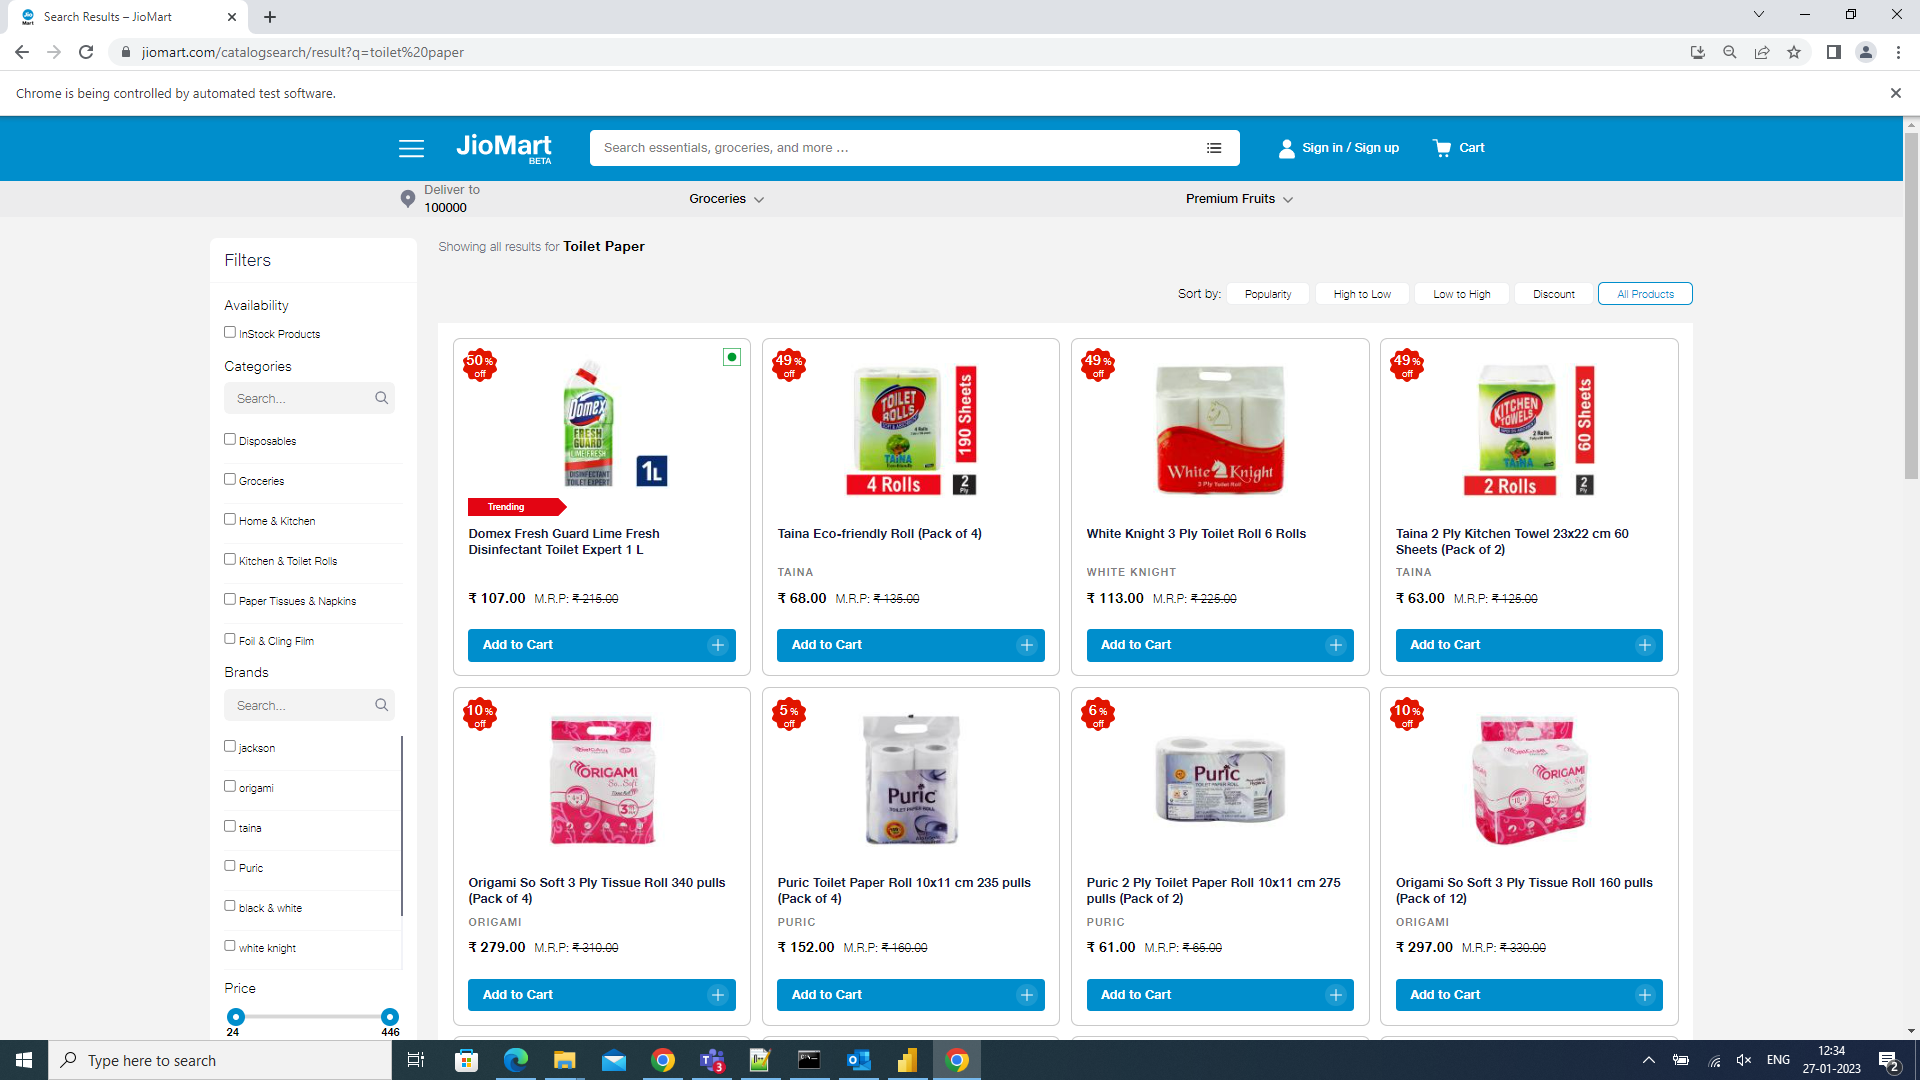 Search Results – JioMart
jiomart.com/catalogsearch/result?q=toilet%20paper
Chrome is being controlled by automated test software.
JioMart
BETA
Search essentials, groceries, and more ...
Sign in / Sign up
Cart
Deliver to
100000
Groceries
Premium Fruits
Showing all results for Toilet Paper
Filters
Availability
InStock Products
Categories
Search...
Disposables
Groceries
Home & Kitchen
Kitchen & Toilet Rolls
Paper Tissues & Napkins
Foil & Cling Film
Brands
Search...
jackson
origami
taina
Puric
black & white
white knight
Price
24
446
Sort by:
Popularity
High to Low
Low to High
Discount
All Products
50 %
off
Domex
FRESH
GUARD
LIME FRESH
DISINFECTANT
TOILET EXPERT
1L
Trending
Domex Fresh Guard Lime Fresh
Disinfectant Toilet Expert 1 L
₹ 107.00 M.R.P: ₹ 215.00
Add to Cart
49 %
off
TOILET
ROLLS
TAINA
190 Sheets
4 Rolls
2
Ply
Taina Eco-friendly Roll (Pack of 4)
TAINA
₹ 68.00 M.R.P: ₹ 135.00
Add to Cart
49 %
off
White Knight
3 Ply Toilet Roll
White Knight 3 Ply Toilet Roll 6 Rolls
WHITE KNIGHT
₹ 113.00 M.R.P: ₹ 225.00
Add to Cart
49 %
off
KITCHEN
TOWELS
2 Rolls
TAINA
60 Sheets
2 Rolls
2
Ply
Taina 2 Ply Kitchen Towel 23x22 cm 60
Sheets (Pack of 2)
TAINA
₹ 63.00 M.R.P: ₹ 125.00
Add to Cart
10 %
off
ORIGAMI
So Soft
Origami So Soft 3 Ply Tissue Roll 340 pulls
(Pack of 4)
ORIGAMI
₹ 279.00 M.R.P: ₹ 310.00
Add to Cart
5 %
off
Puric
TOILET PAPER ROLL
Puric Toilet Paper Roll 10x11 cm 235 pulls
(Pack of 4)
PURIC
₹ 152.00 M.R.P: ₹ 160.00
Add to Cart
6 %
off
Puric
TOILET PAPER ROLL
Puric 2 Ply Toilet Paper Roll 10x11 cm 275
pulls (Pack of 2)
PURIC
₹ 61.00 M.R.P: ₹ 65.00
Add to Cart
10 %
off
ORIGAMI
So Soft
Origami So Soft 3 Ply Tissue Roll 160 pulls
(Pack of 12)
ORIGAMI
₹ 297.00 M.R.P: ₹ 330.00
Add to Cart
Type here to search
3
ENG
12:34
27-01-2023
2